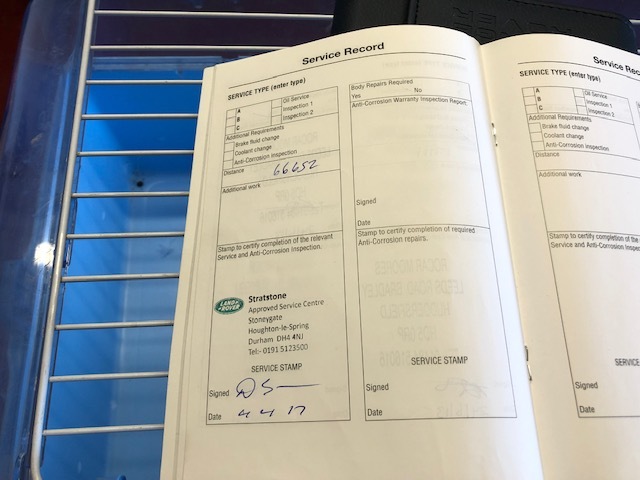 Service Record
SERVICE TYPE (enter type)
A Oil Service
B Inspection 1
C Inspection 2
Additional Requirements
Brake fluid change
Coolant change
Anti-Corrosion Inspection
Distance 66652
Additional work
Stamp to certify completion of the relevant
Service and Anti-Corrosion Inspection.
LAND ROVER
Stratstone
Approved Service Centre
Stoneygate
Houghton-le-Spring
Durham DH4 4NJ
Tel:- 0191 5123500
SERVICE STAMP
Signed
Date 4 4 17
Body Repairs Required
Yes No
Anti-Corrosion Warranty Inspection Report
Signed
Date
Stamp to certify completion of required
Anti-Corrosion repairs.
SERVICE STAMP
Signed
Date
Service Rec
SERVICE TYPE (enter type)
A Oil Service
B Inspection 1
C Inspection 2
Additional Requirements
Brake fluid change
Coolant change
Anti-Corrosion Inspection
Distance
Additional work
Stamp to certify completion of the
Service and Anti-Corrosion Inspe
SERVICE
Signed
Date